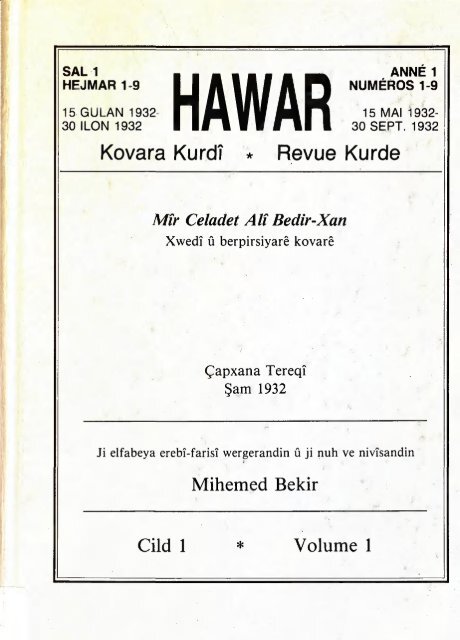 SAL 1
HEJMAR 1-9
15 GULAN 1932-
30 ILON 1932
HAWAR
ANNÉ 1
NUMÉROS 1-9
15 MAI 1932-
30 SEPT. 1932
Kovara Kurdî * Revue Kurde
Mîr Celadet Alî Bedir-Xan
Xwedî û berpirsiyarê kovarê
Çapxana Tereqî
Şam 1932
Ji elfabeya erebî-farisî wergerandin û ji nuh ve nivîsandin
Mihemed Bekir
Cild 1 * Volume 1